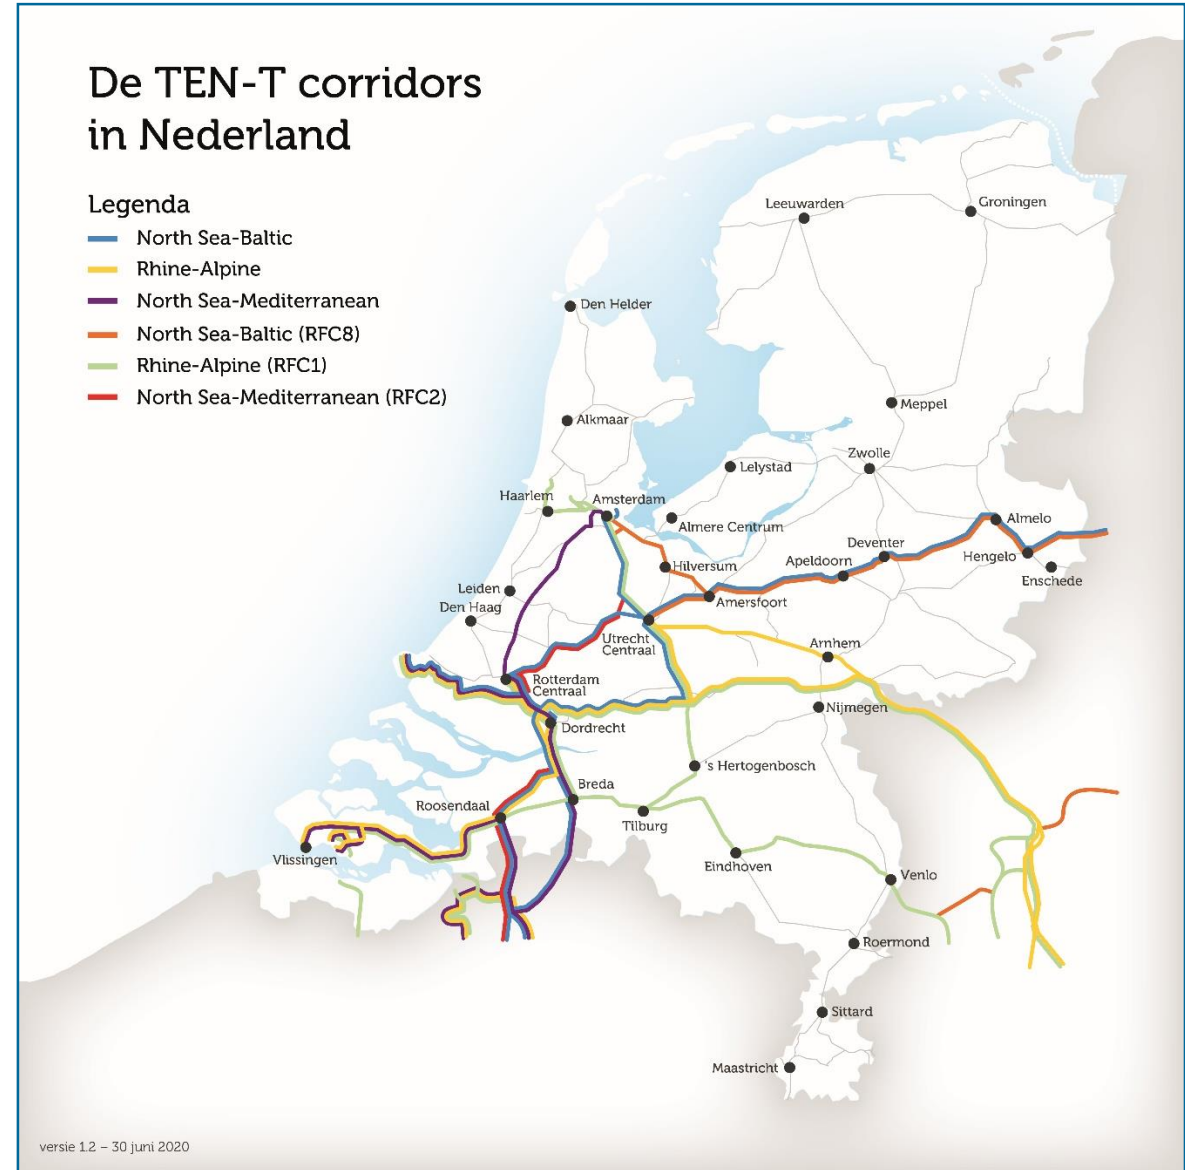 De TEN-T corridors
in Nederland
Legenda
North Sea-Baltic
Rhine-Alpine
North Sea-Mediterranean
North Sea-Baltic (RFC8)
Rhine-Alpine (RFC1)
North Sea-Mediterranean (RFC2)
Leeuwarden
Groningen
Den Helder
Meppel
Alkmaar
Zwolle
Lelystad
Haarlem
Amsterdam
Almelo
Almere Centrum
Deventer
Hengelo
Apeldoorn
Hilversum
Enschede
Leiden
Amersfoort
Den Haag
Utrecht
Centraal
Arnhem
Rotterdam
Centraal
Nijmegen
Dordrecht
's Hertogenbosch
Breda
Roosendaal
Tilburg
Vlissingen
Eindhoven
Venlo
Roermond
Sittard
Maastricht
versie 1.2 – 30 juni 2020